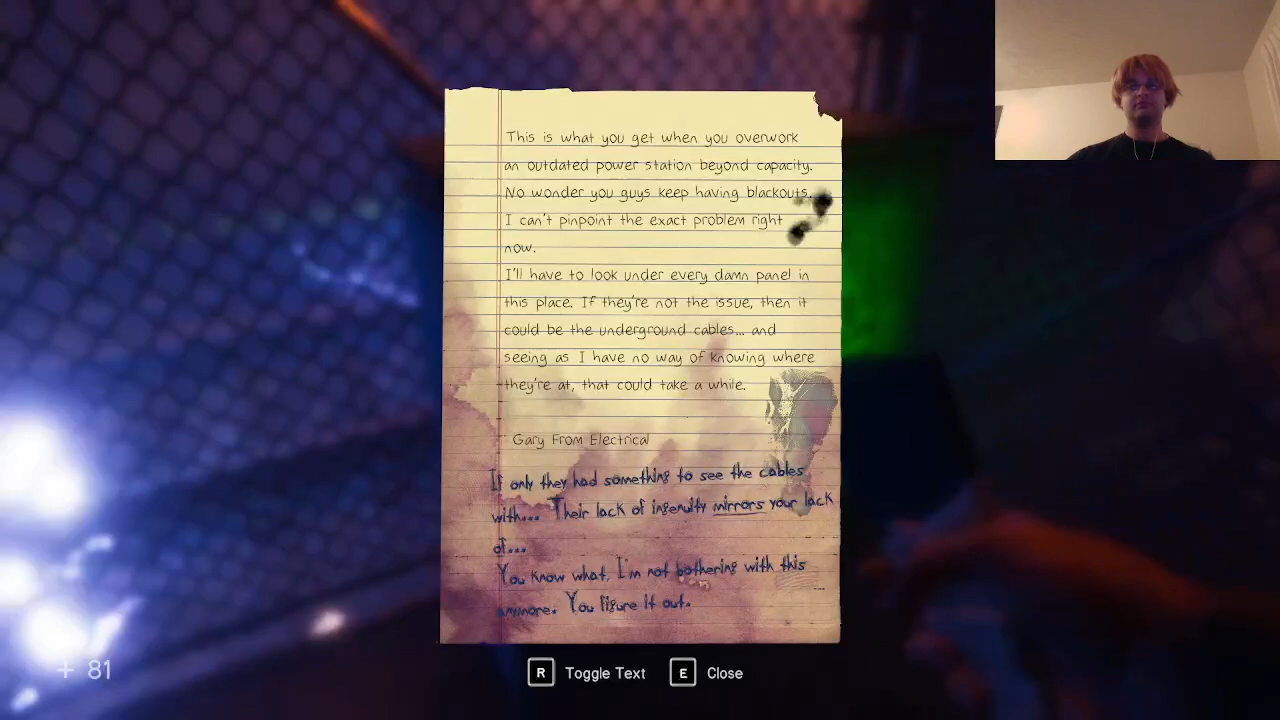 This is what you get when you overwork
an outdated power station beyond capacity.
No wonder you guys keep having blackouts.
I can't pinpoint the exact problem right
now.
I'll have to look under every damn panel in
this place. If they're not the issue, then it
could be the underground cables... and
seeing as I have no way of knowing where
they're at, that could take a while.
Gary From Electrical
If only they had something to see the cables
with... Their lack of ingenuity mirrors your lack
of...
You know what, I'm not bothering with this
anymore. You figure it out.
+ 81
R Toggle Text E Close